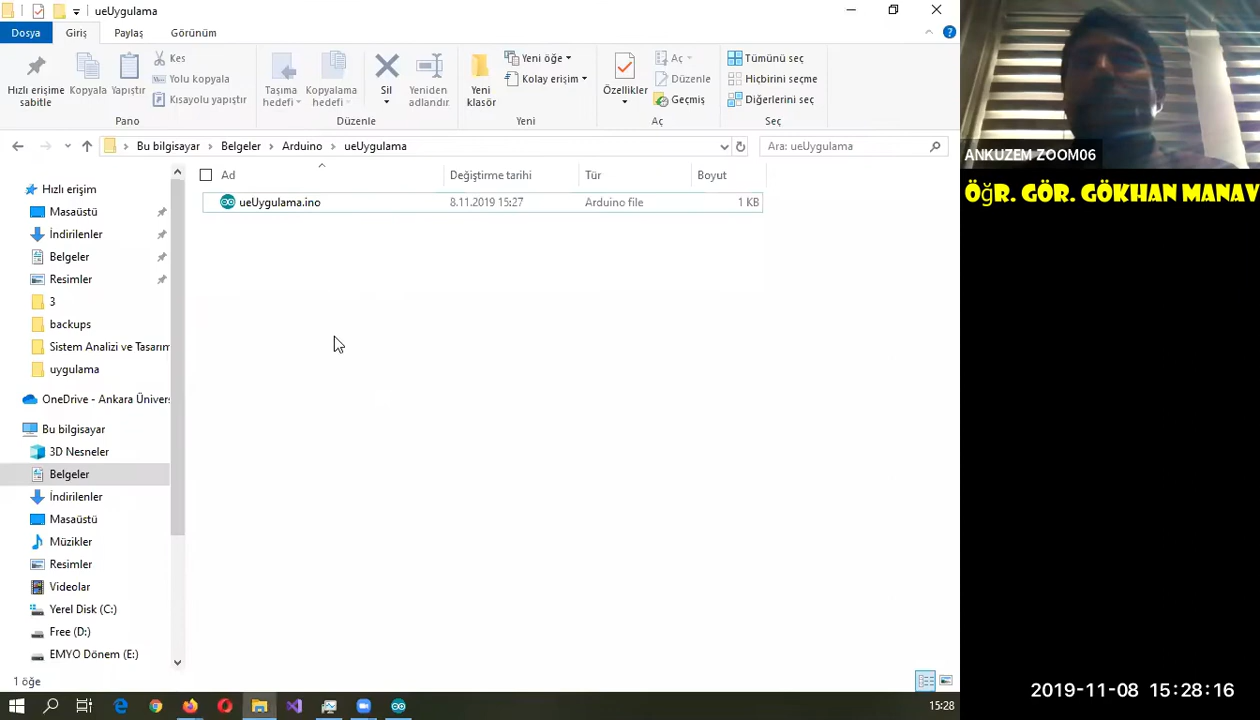 ueUygulama
Dosya
Giriş
Paylaş
Görünüm
Hızlı erişime
sabitle
Kopyala
Yapıştır
Kes
Yolu kopyala
Kısayolu yapıştır
Pano
Taşıma
hedefi
Kopyalama
hedefi
Sil
Yeniden
adlandır
Düzenle
Yeni
klasör
Yeni öğe
Kolay erişim
Yeni
Özellikler
Aç
Düzenle
Geçmiş
Aç
Tümünü seç
Hiçbirini seçme
Diğerlerini seç
Seç
Bu bilgisayar > Belgeler > Arduino > ueUygulama
Ara: ueUygulama
Ad
Değiştirme tarihi
Tür
Boyut
ueUygulama.ino
8.11.2019 15:27
Arduino file
1 KB
Hızlı erişim
Masaüstü
İndirilenler
Belgeler
Resimler
3
backups
Sistem Analizi ve Tasarım
uygulama
OneDrive - Ankara Üniver
Bu bilgisayar
3D Nesneler
Belgeler
İndirilenler
Masaüstü
Müzikler
Resimler
Videolar
Yerel Disk (C:)
Free (D:)
EMYO Dönem (E:)
1 öğe
15:28
ANKUZEM ZOOM06
ÖĞR. GÖR. GÖKHAN MANAV
2019-11-08 15:28:16